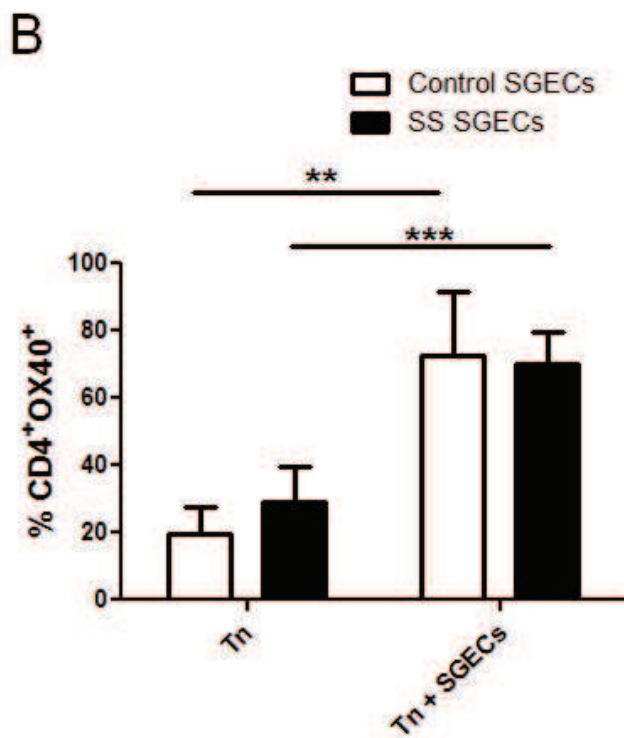 B
Control SGECs
SS SGECs
**
***
% CD4⁺OX40⁺
100
80
60
40
20
0
Tn
Tn + SGECs